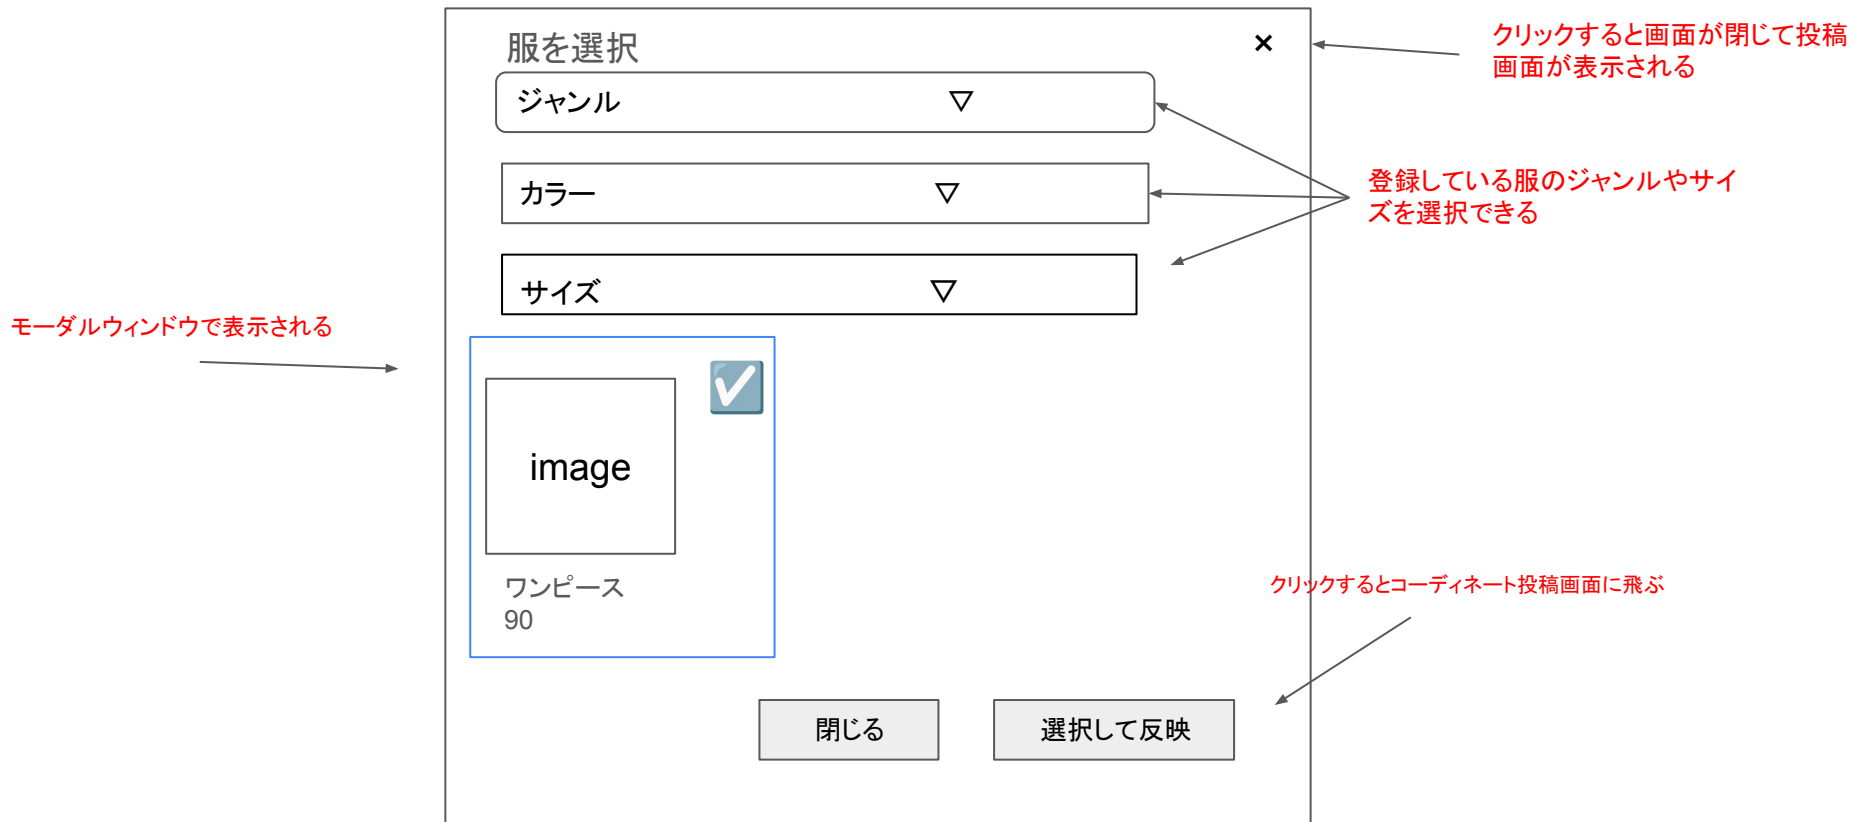 服を選択
×
クリックすると画面が閉じて投稿
画面が表示される
ジャンル ▽
カラー ▽
登録している服のジャンルやサイ
ズを選択できる
サイズ ▽
モーダルウィンドウで表示される
image
ワンピース
90
クリックするとコーディネート投稿画面に飛ぶ
閉じる
選択して反映